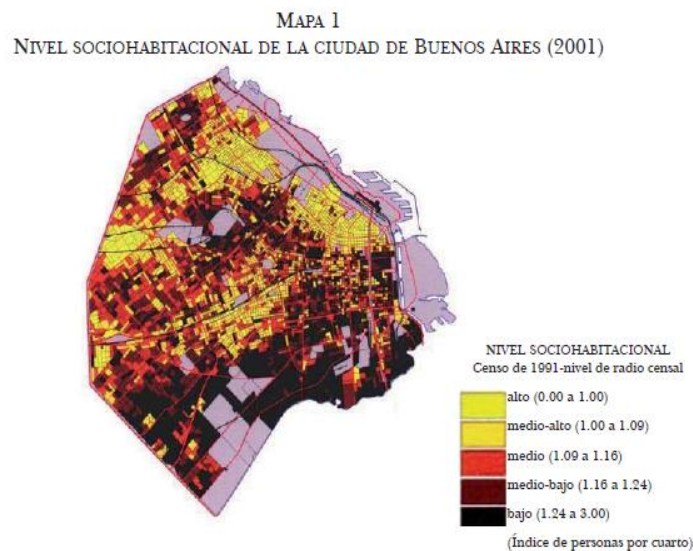 MAPA 1
NIVEL SOCIOHABITACIONAL DE LA CIUDAD DE BUENOS AIRES (2001)
NIVEL SOCIOHABITACIONAL
Censo de 1991-nivel de radio censal
alto (0.00 a 1.00)
medio-alto (1.00 a 1.09)
medio (1.09 a 1.16)
medio-bajo (1.16 a 1.24)
bajo (1.24 a 3.00)
(Índice de personas por cuarto)